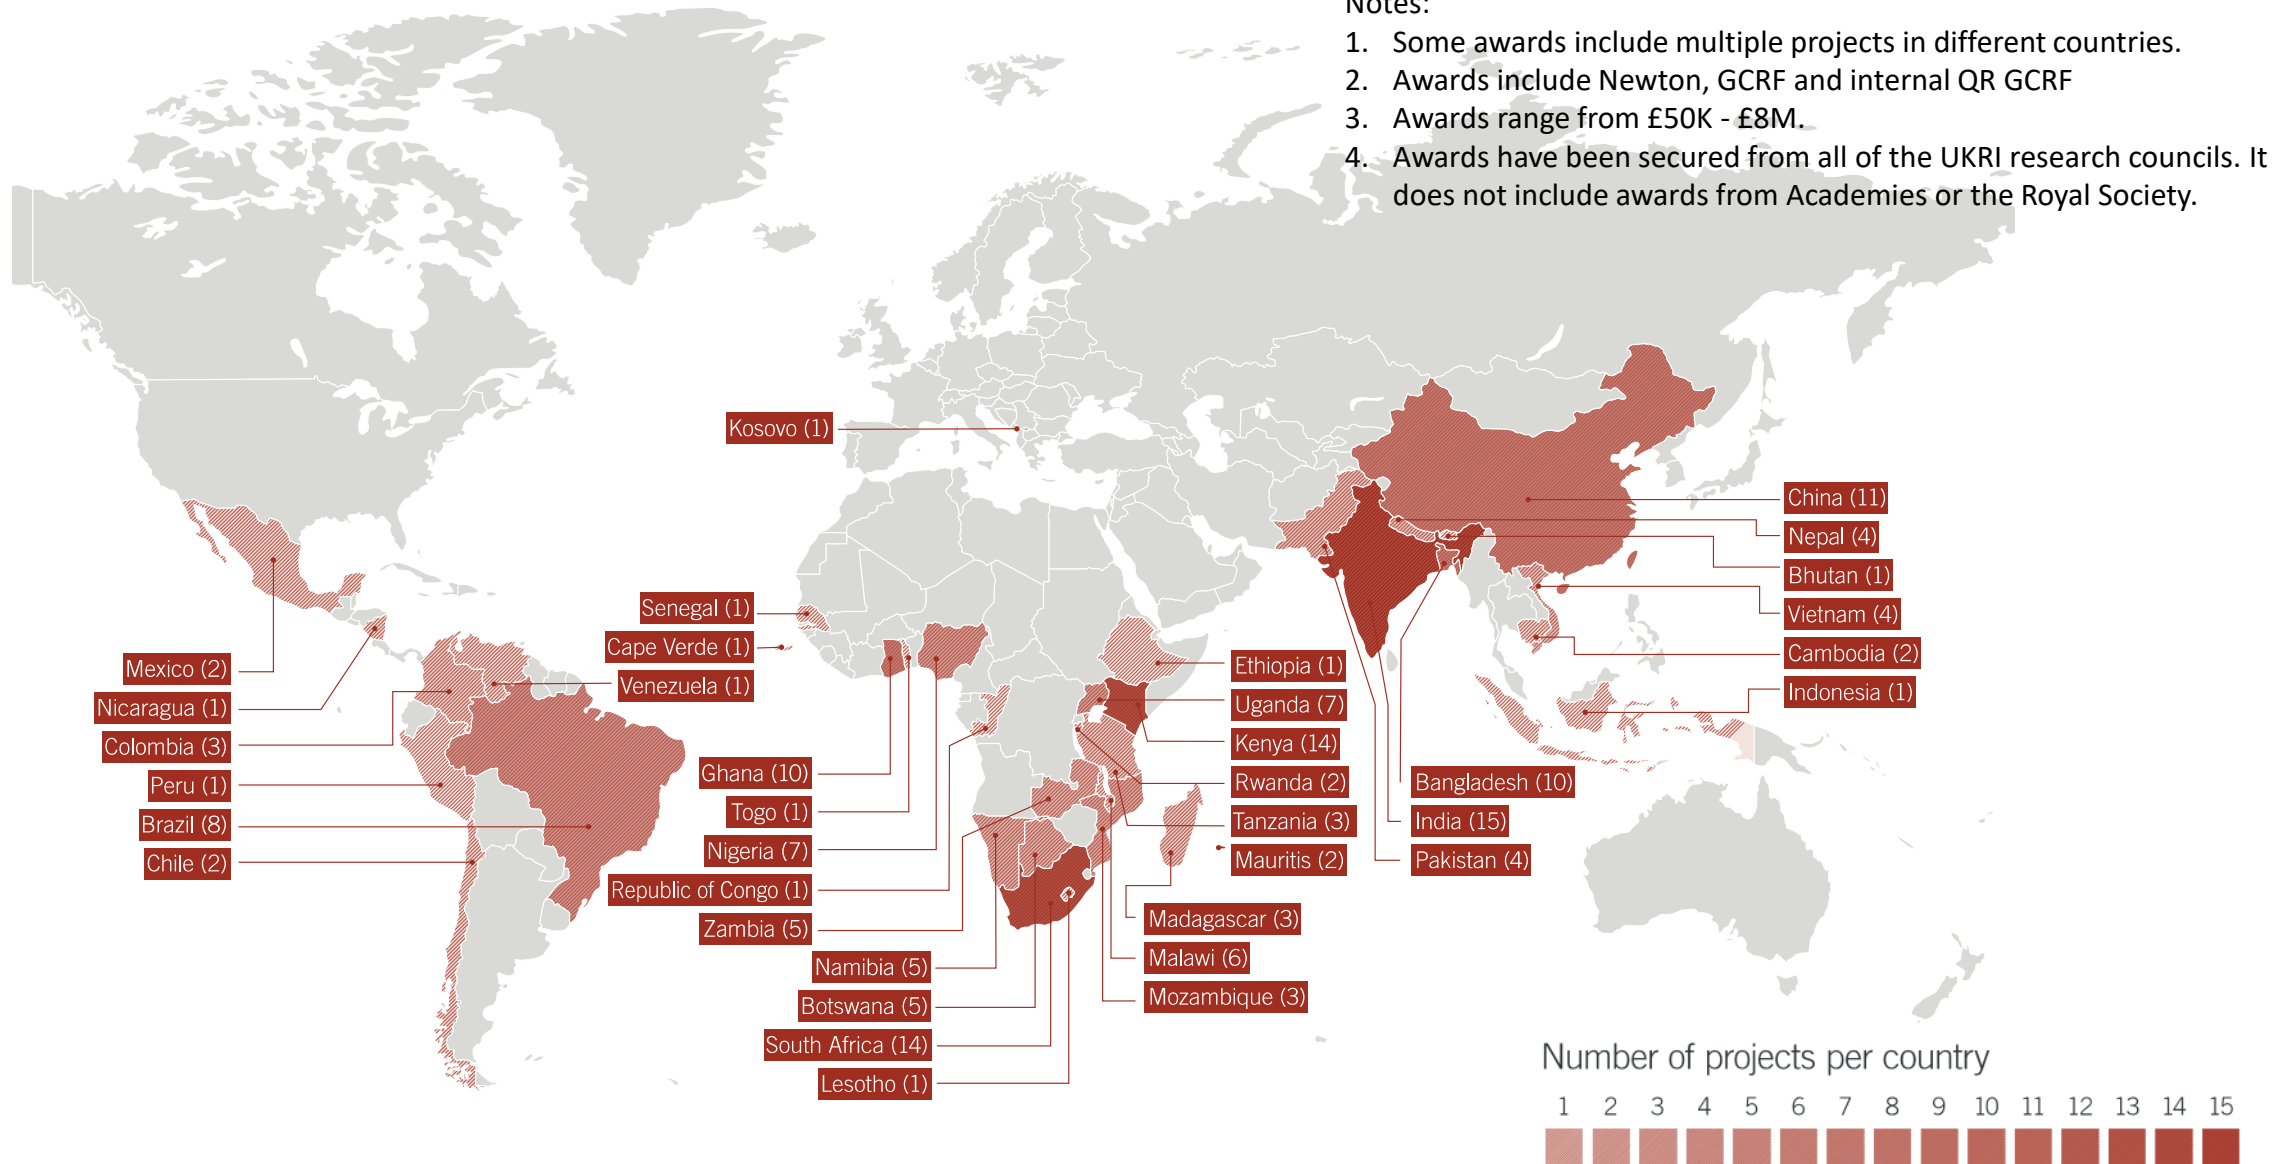 Notes:
1. Some awards include multiple projects in different countries.
2. Awards include Newton, GCRF and internal QR GCRF
3. Awards range from £50K - £8M.
4. Awards have been secured from all of the UKRI research councils. It
does not include awards from Academies or the Royal Society.
Kosovo (1)
Senegal (1)
Cape Verde (1)
Venezuela (1)
Mexico (2)
Nicaragua (1)
Colombia (3)
Peru (1)
Brazil (8)
Chile (2)
Ghana (10)
Togo (1)
Nigeria (7)
Republic of Congo (1)
Zambia (5)
Namibia (5)
Botswana (5)
South Africa (14)
Lesotho (1)
Ethiopia (1)
Uganda (7)
Kenya (14)
Rwanda (2)
Tanzania (3)
Mauritis (2)
Madagascar (3)
Malawi (6)
Mozambique (3)
Bangladesh (10)
India (15)
Pakistan (4)
China (11)
Nepal (4)
Bhutan (1)
Vietnam (4)
Cambodia (2)
Indonesia (1)
Number of projects per country
1 2 3 4 5 6 7 8 9 10 11 12 13 14 15